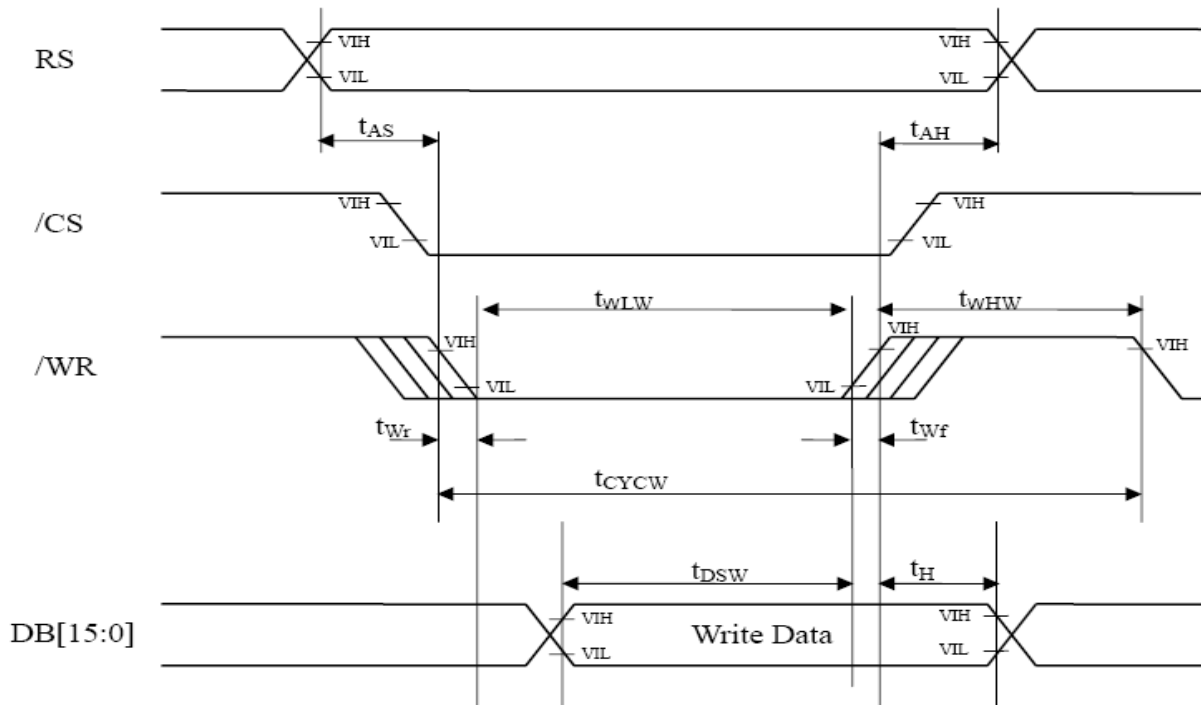 RS
VIH
VIH
VIL
VIL
tAS
tAH
/CS
VIH
VIH
VIL
VIL
tWLW
tWHW
/WR
VIH
VIH
VIH
VIL
VIL
tWr
tWf
tCYCW
tDSW
tH
DB[15:0]
VIH
Write Data
VIH
VIL
VIL